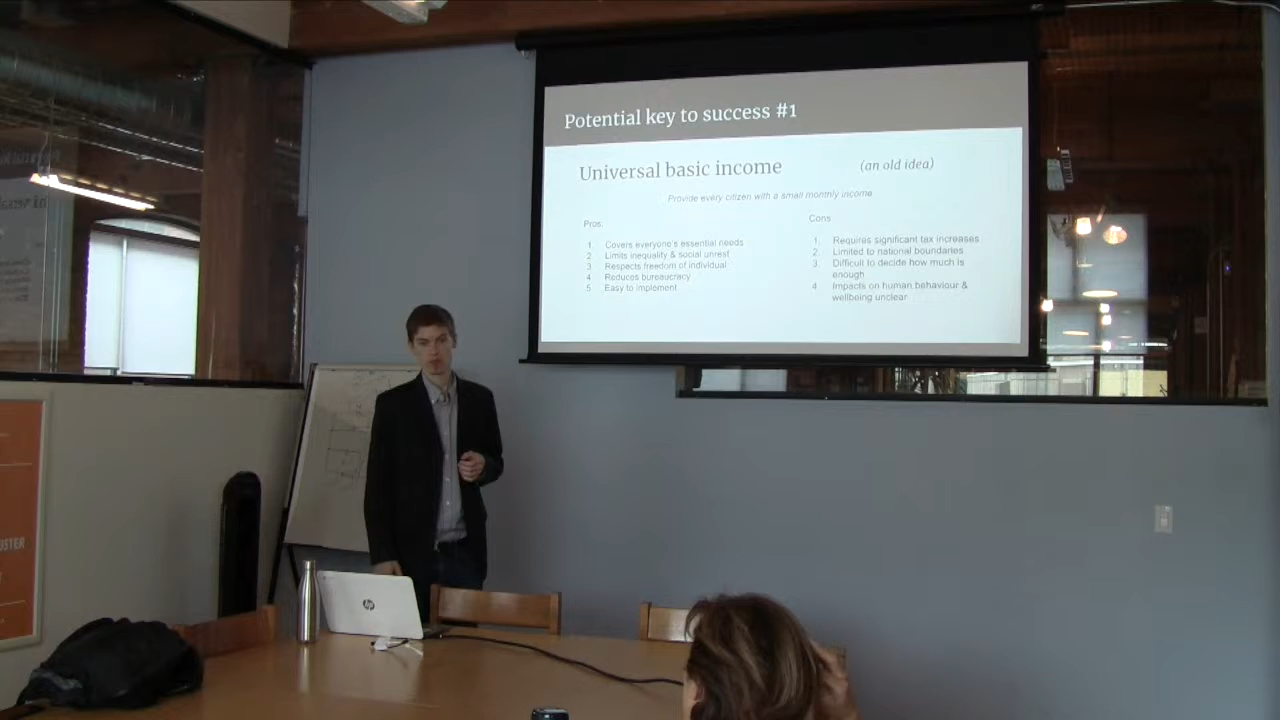 Potential key to success #1
Universal basic income
(an old idea)
Provide every citizen with a small monthly income
Pros:
1. Covers everyone's essential needs
2 Limits inequality & social unrest
3 Respects freedom of individual
4 Reduces bureaucracy
5 Easy to implement
Cons
1. Requires significant tax increases
2. Limited to national boundaries
3. Difficult to decide how much is
enough
4 Impacts on human behaviour &
wellbeing unclear
hp